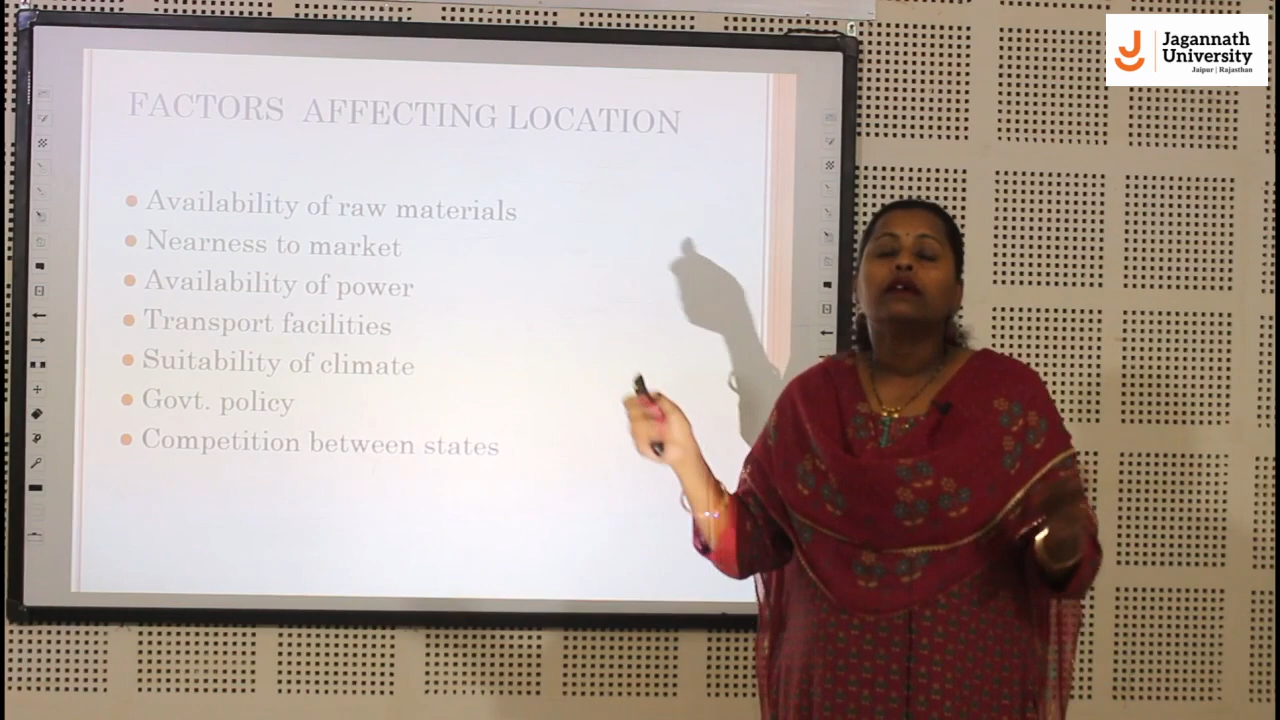 Jagannath
University
Jaipur | Rajasthan
FACTORS AFFECTING LOCATION
Availability of raw materials
Nearness to market
Availability of power
Transport facilities
Suitability of climate
Govt. policy
Competition between states